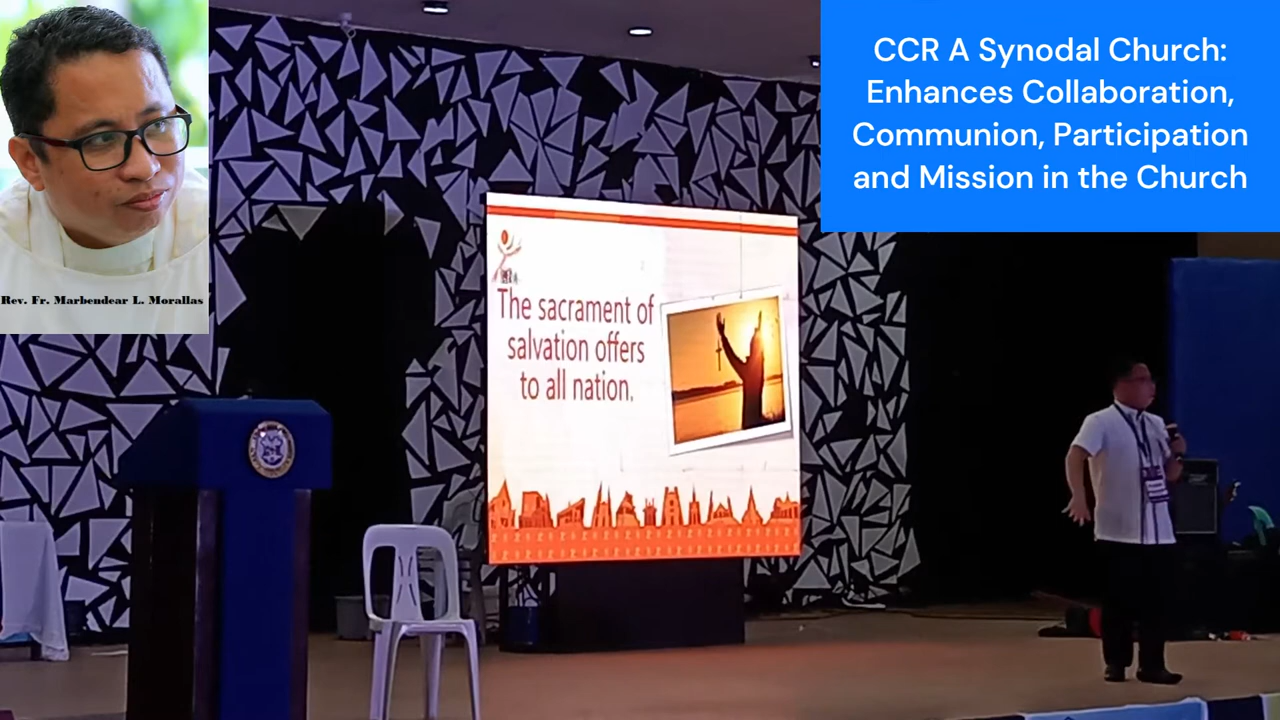 Rev. Fr. Marbendear L. Morallas
CCR A Synodal Church:
Enhances Collaboration,
Communion, Participation
and Mission in the Church
The sacrament of
salvation offers
to all nation.